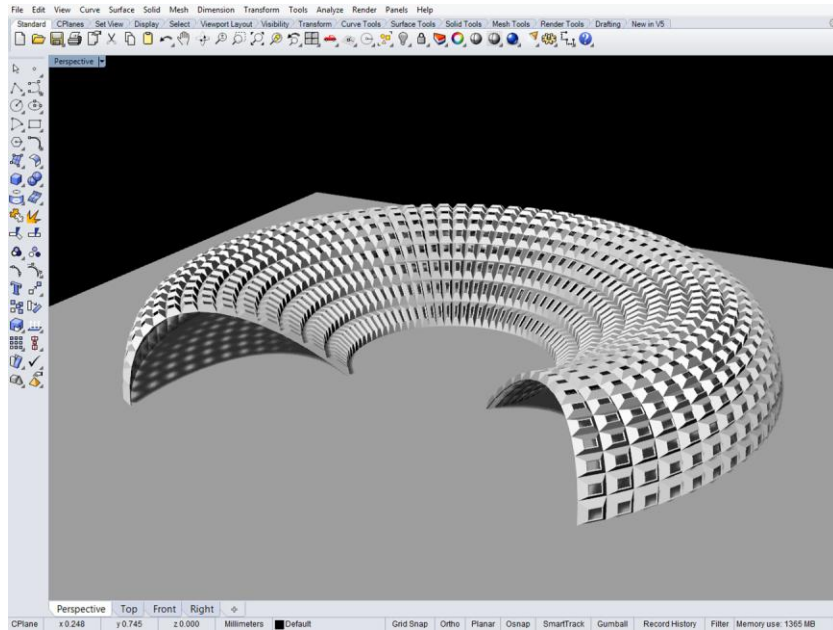 File Edit View Curve Surface Solid Mesh Dimension Transform Tools Analyze Render Panels Help
Standard CPlanes Set View Display Select Viewport Layout Visibility Transform Curve Tools Surface Tools Solid Tools Mesh Tools Render Tools Drafting New in V5
Perspective
Perspective Top Front Right
CPlane x 0.248 y 0.745 z 0.000 Millimeters Default Grid Snap Ortho Planar Osnap SmartTrack Gumball Record History Filter Memory use: 1365 MB